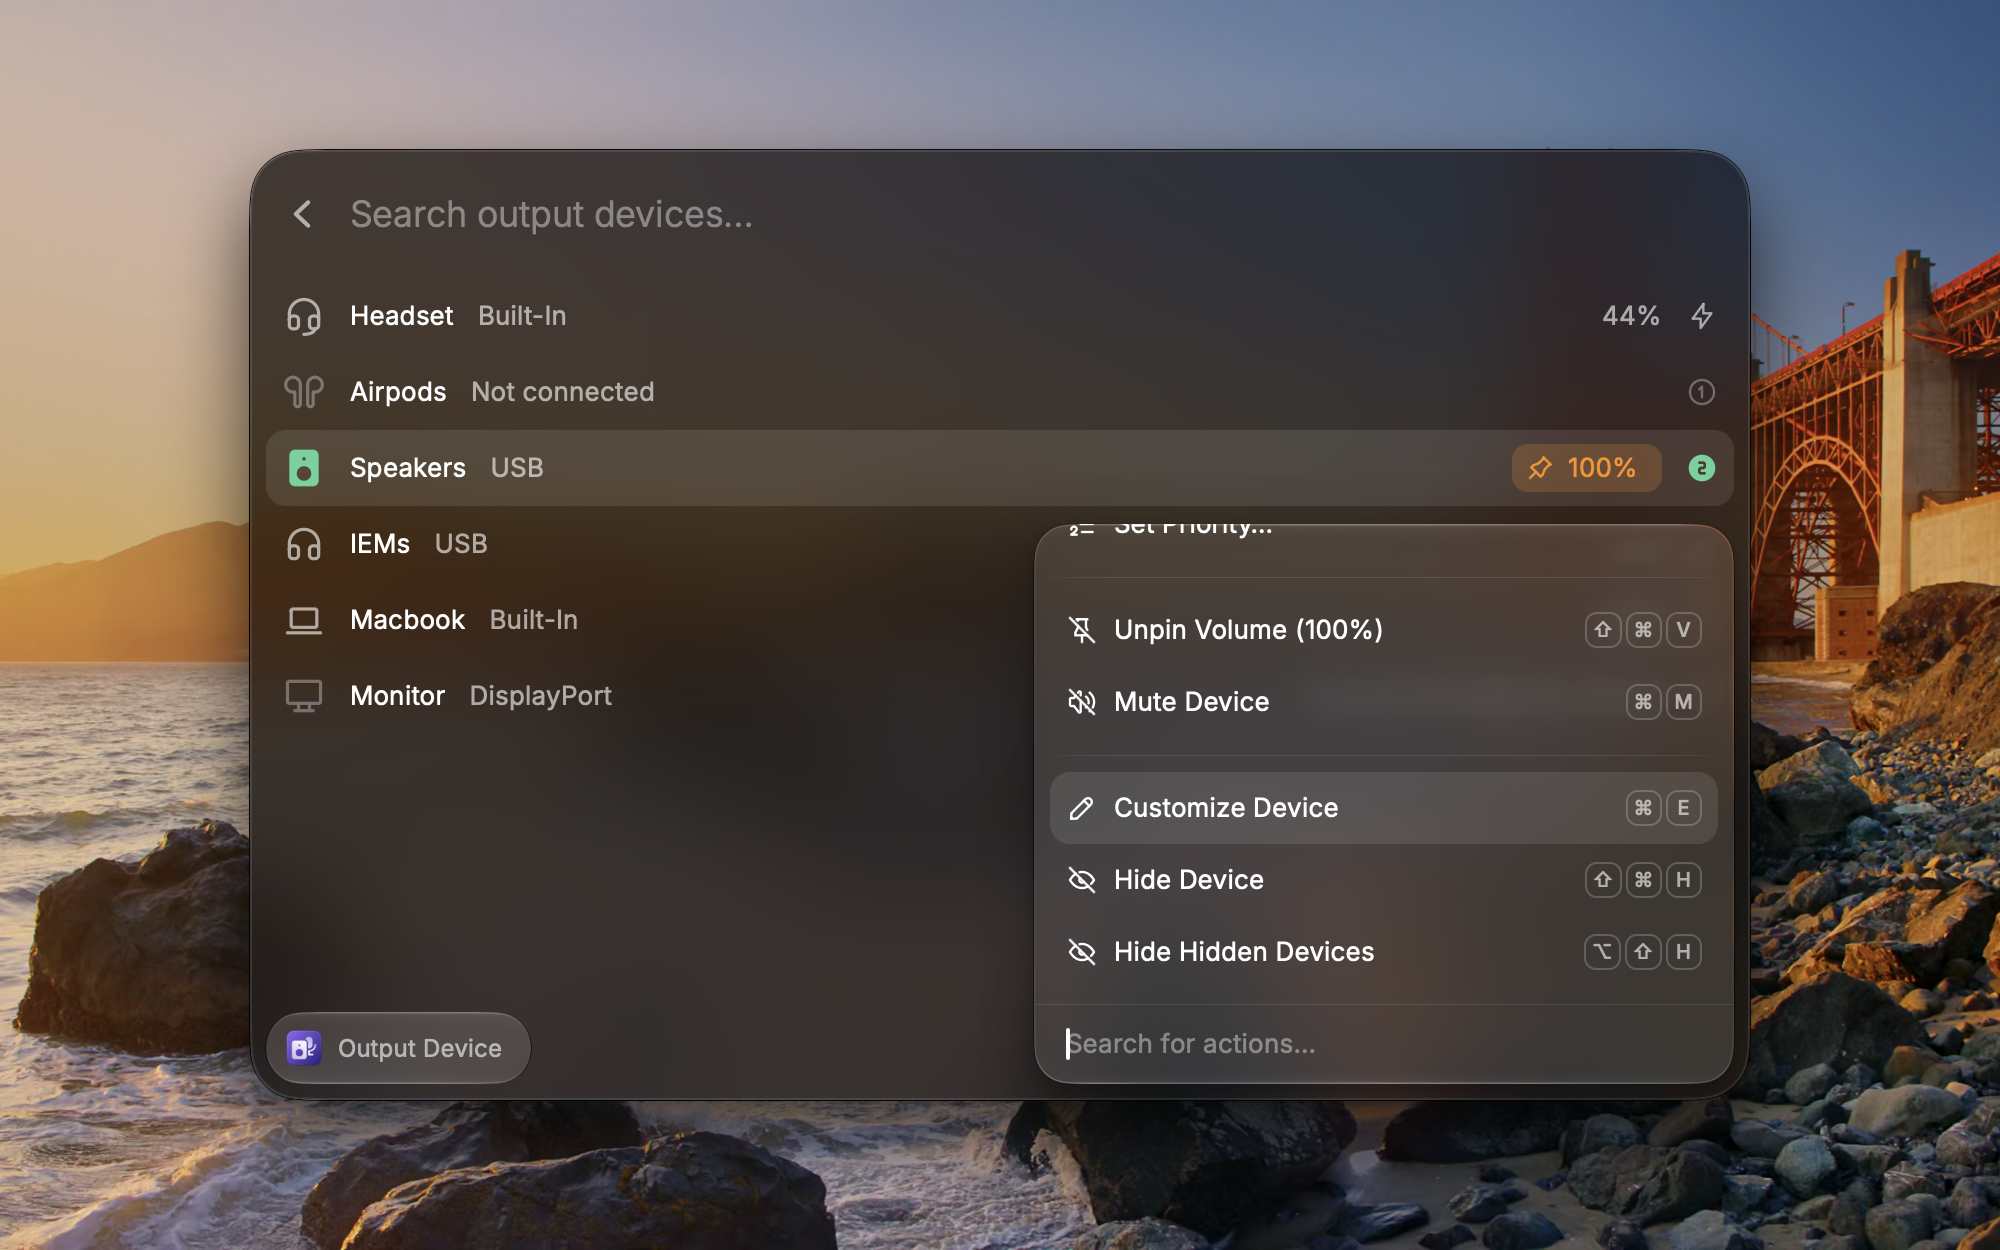 Search output devices...
Headset Built-In 44%
Airpods Not connected 1
Speakers USB 100% 2
IEMs USB
Macbook Built-In
Monitor DisplayPort
Set Priority...
Unpin Volume (100%) ⇧ ⌘ V
Mute Device ⌘ M
Customize Device ⌘ E
Hide Device ⇧ ⌘ H
Hide Hidden Devices ⌥ ⇧ H
Search for actions...
Output Device